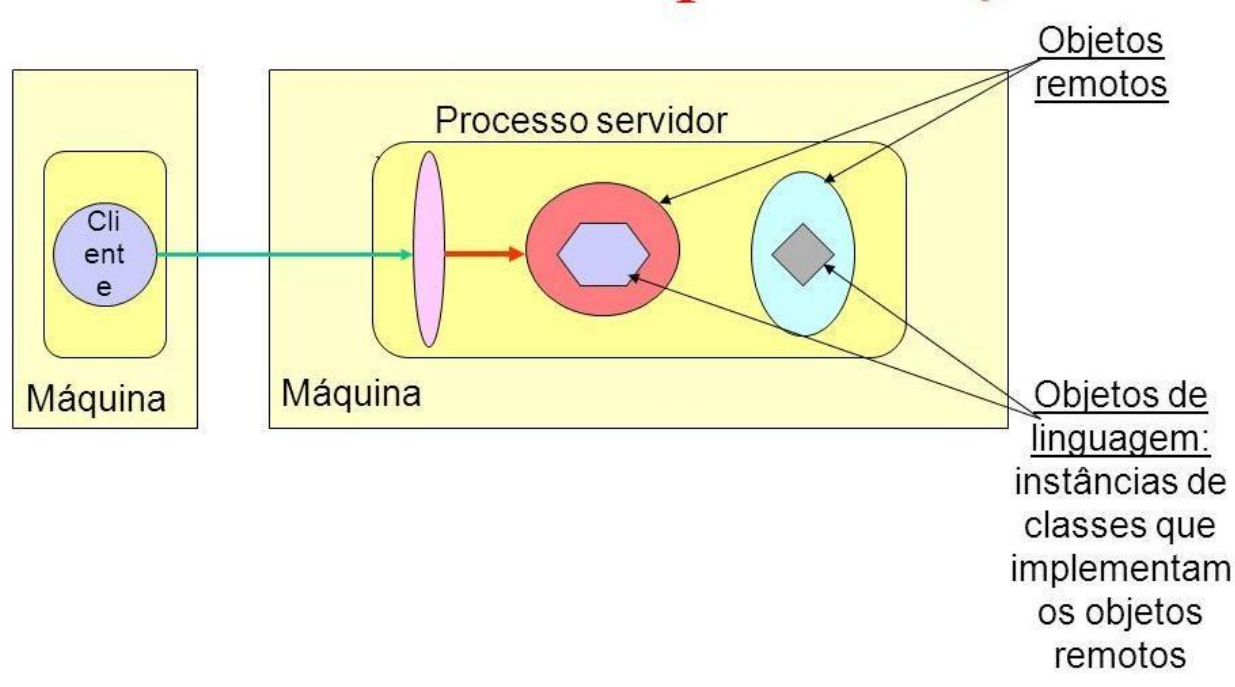 Objetos
remotos
Processo servidor
Cli
ent
e
Máquina
Máquina
Objetos de
linguagem:
instâncias de
classes que
implementam
os objetos
remotos